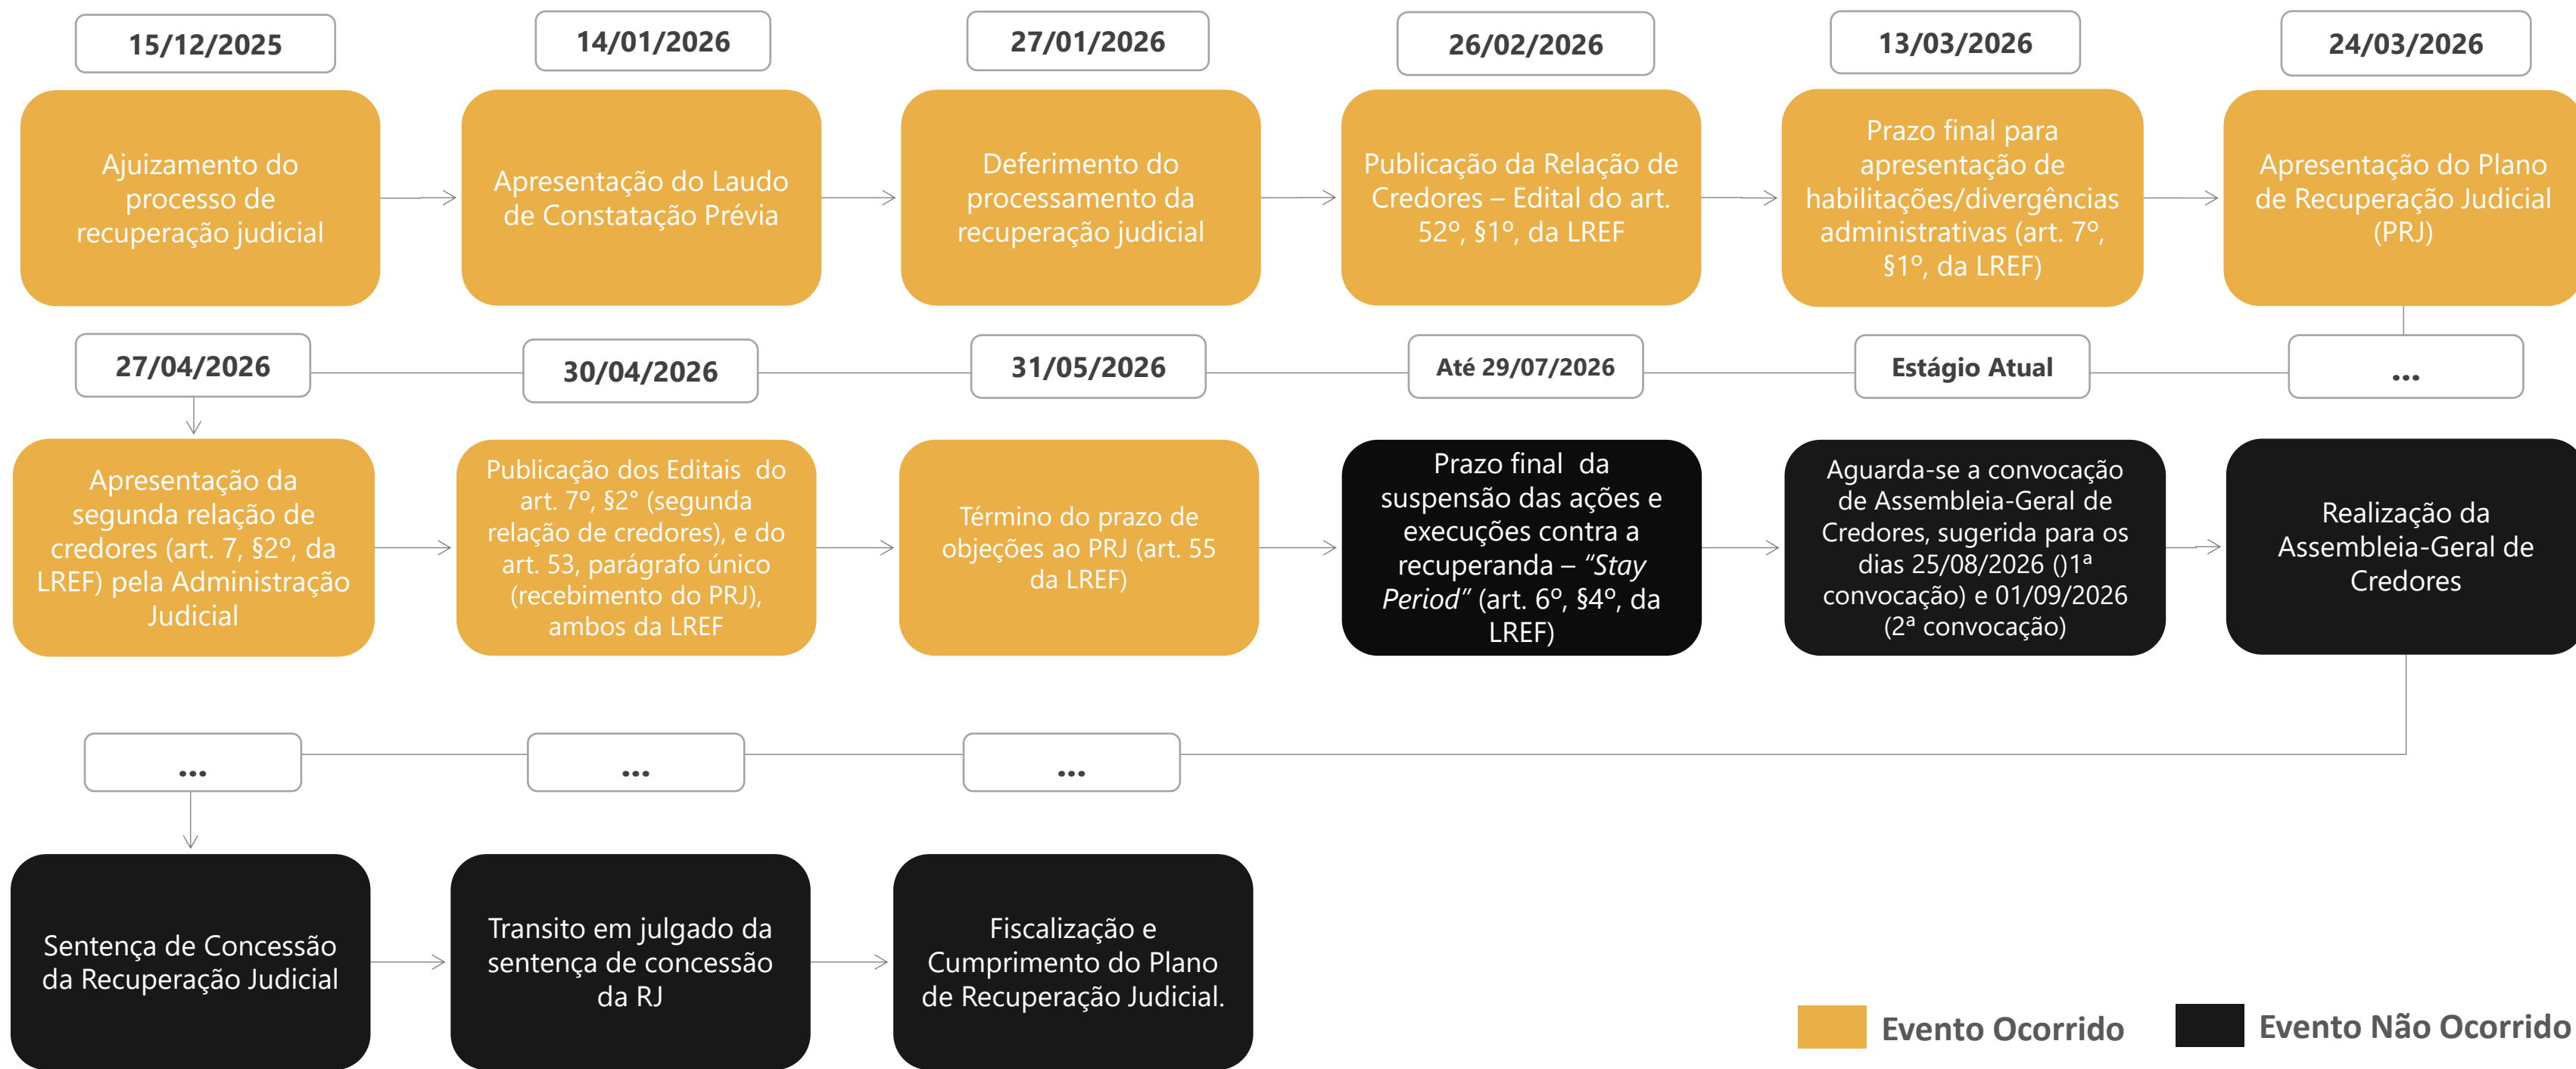 15/12/2025
14/01/2026
27/01/2026
26/02/2026
13/03/2026
24/03/2026
Ajuizamento do
processo de
recuperação judicial
Apresentação do Laudo
de Constatação Prévia
Deferimento do
processamento da
recuperação judicial
Publicação da Relação de
Credores – Edital do art.
52º, §1º, da LREF
Prazo final para
apresentação de
habilitações/divergências
administrativas (art. 7º,
§1º, da LREF)
Apresentação do Plano
de Recuperação Judicial
(PRJ)
27/04/2026
30/04/2026
31/05/2026
Até 29/07/2026
Estágio Atual
...
Apresentação da
segunda relação de
credores (art. 7, §2º, da
LREF) pela Administração
Judicial
Publicação dos Editais do
art. 7º, §2° (segunda
relação de credores), e do
art. 53, parágrafo único
(recebimento do PRJ),
ambos da LREF
Término do prazo de
objeções ao PRJ (art. 55
da LREF)
Prazo final da
suspensão das ações e
execuções contra a
recuperanda – “Stay
Period” (art. 6º, §4º, da
LREF)
Aguarda-se a convocação
de Assembleia-Geral de
Credores, sugerida para os
dias 25/08/2026 ()1ª
convocação) e 01/09/2026
(2ª convocação)
Realização da
Assembleia-Geral de
Credores
...
...
...
Sentença de Concessão
da Recuperação Judicial
Transito em julgado da
sentença de concessão
da RJ
Fiscalização e
Cumprimento do Plano
de Recuperação Judicial.
Evento Ocorrido
Evento Não Ocorrido